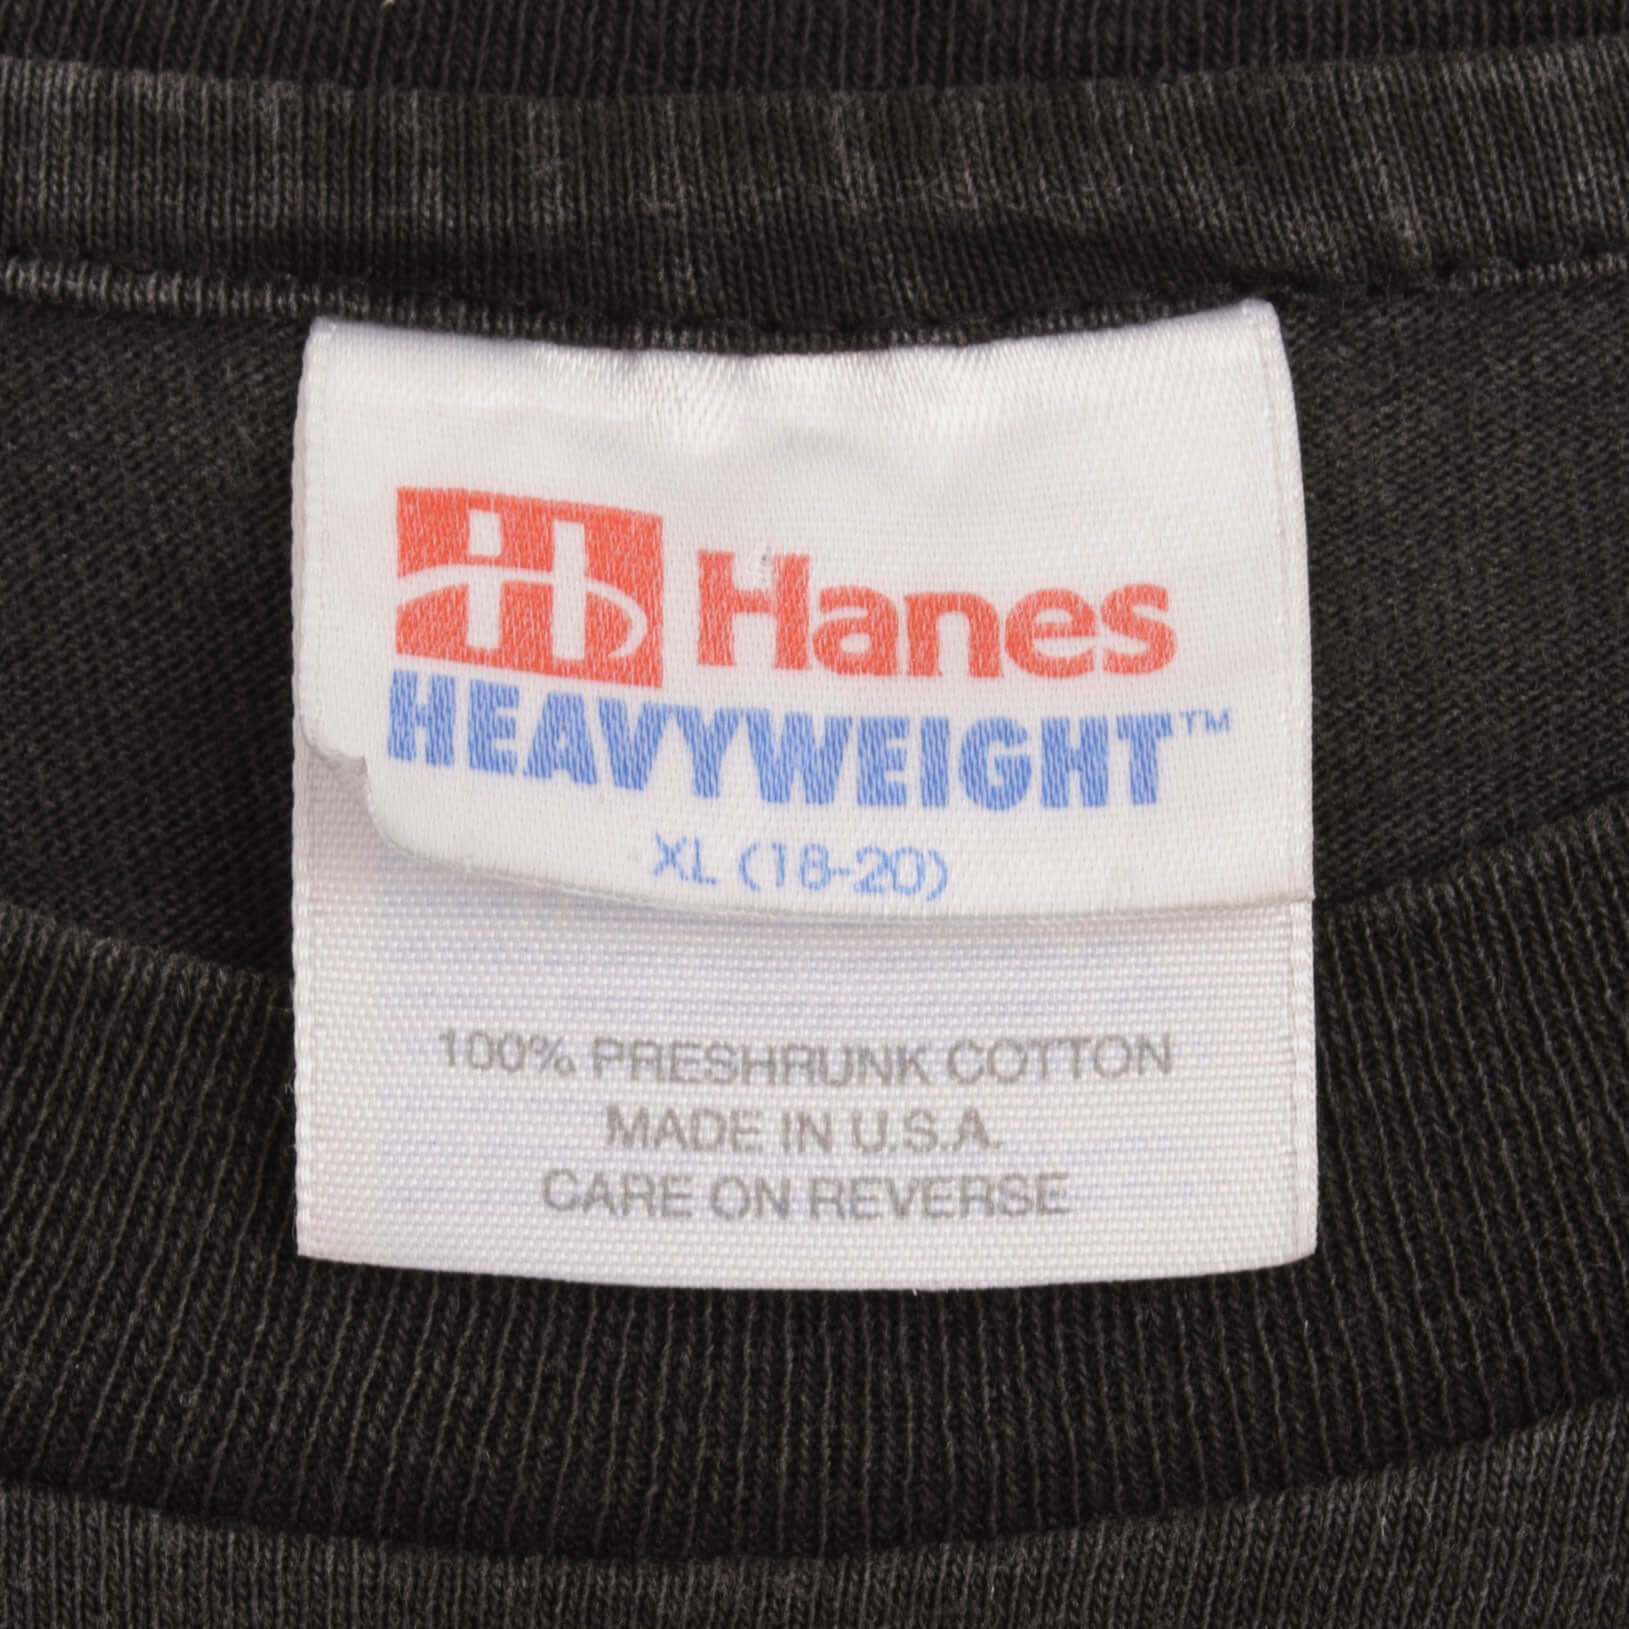 Hanes
HEAVYWEIGHT™
XL (18-20)
100% PRESHRUNK COTTON
MADE IN U.S.A.
CARE ON REVERSE